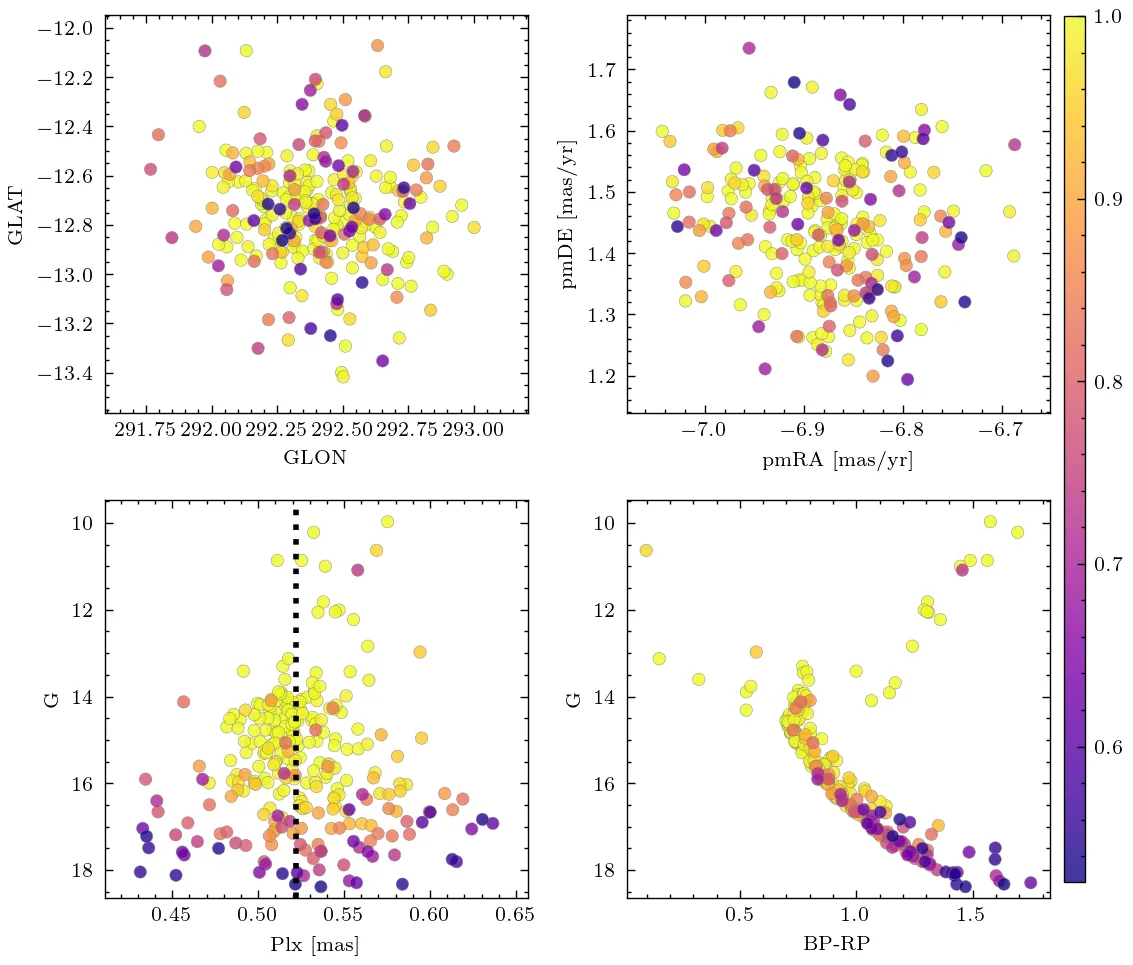 −12.0
−12.2
−12.4
−12.6
−12.8
−13.0
−13.2
−13.4
GLAT
291.75 292.00 292.25 292.50 292.75 293.00
GLON
1.7
1.6
1.5
1.4
1.3
1.2
pmDE [mas/yr]
−7.0 −6.9 −6.8 −6.7
pmRA [mas/yr]
1.0
0.9
0.8
0.7
0.6
10
12
14
16
18
G
0.45 0.50 0.55 0.60 0.65
Plx [mas]
10
12
14
16
18
G
0.5 1.0 1.5
BP-RP